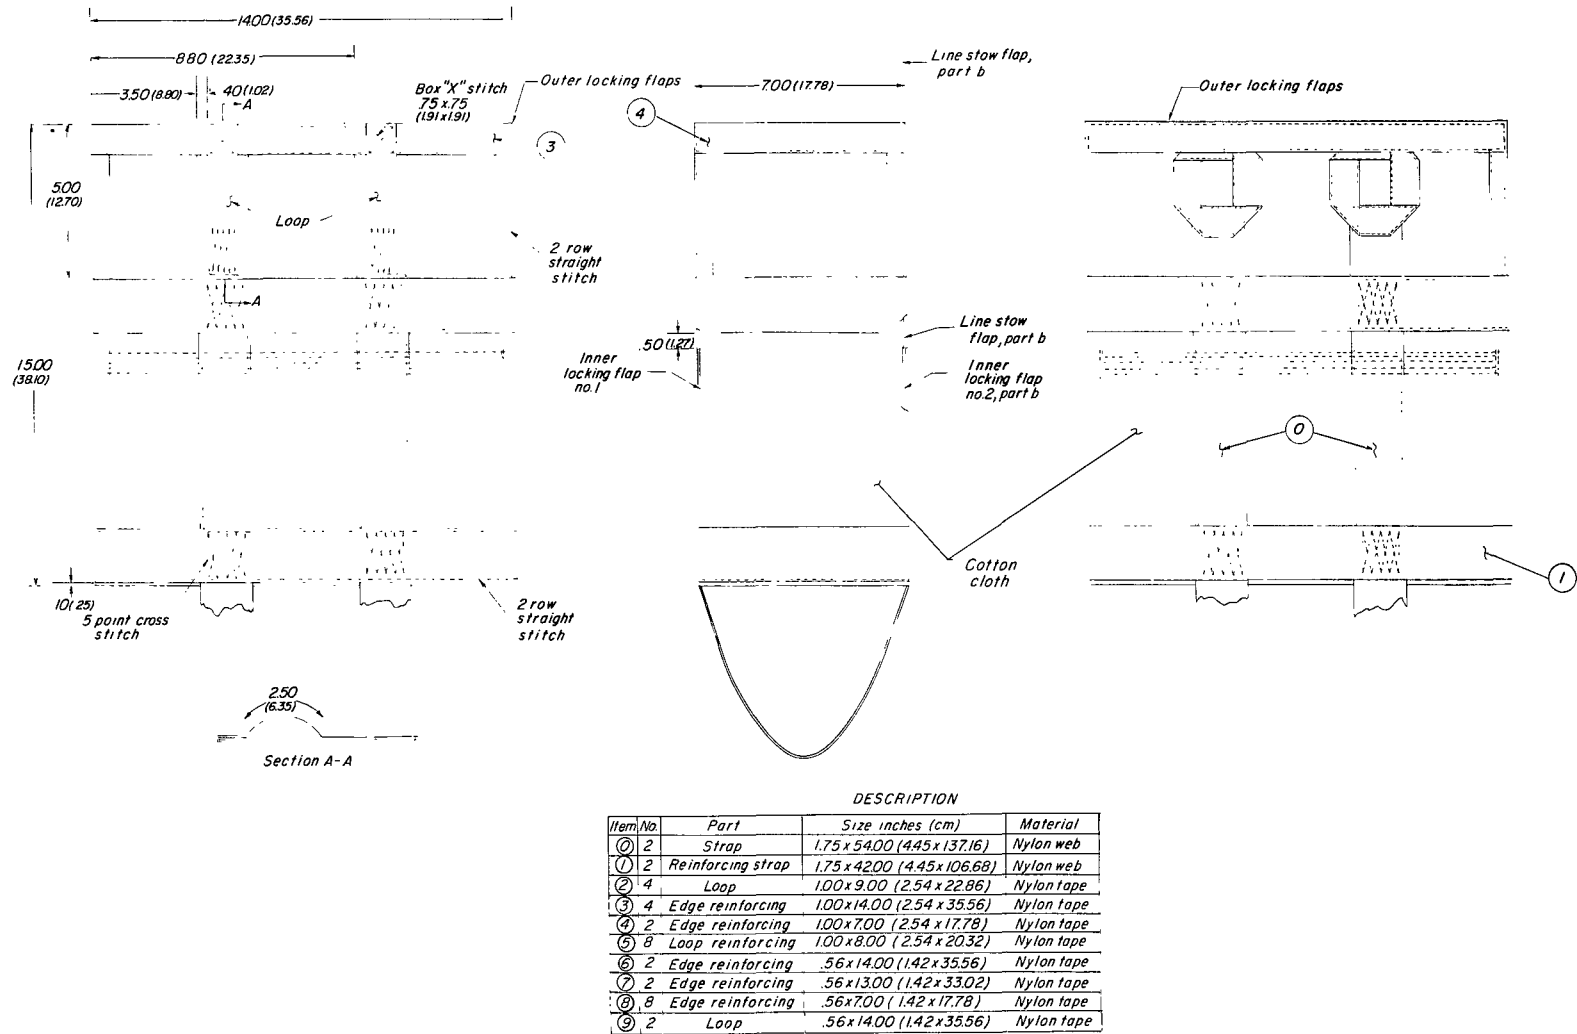 14.00(35.56)
8.80 (22.35)
3.50(8.80)
.40(1.02)
A
Box "X" stitch
.75 x.75
(1.91x1.91)
Outer locking flaps
3
5.00
(12.70)
Loop
2 row
straight
stitch
A
15.00
(38.10)
.10(.25)
5 point cross
stitch
2 row
straight
stitch
2.50
(6.35)
Section A-A
Line stow flap,
part b
7.00(17.78)
4
.50(1.27)
Inner
locking flap
no.1
Line stow
flap, part b
Inner
locking flap
no.2, part b
Cotton
cloth
Outer locking flaps
0
1
DESCRIPTION
Item No. Part Size inches (cm) Material
0 2 Strap 1.75 x 54.00 (4.45 x 137.16) Nylon web
1 2 Reinforcing strap 1.75 x 42.00 (4.45 x 106.68) Nylon web
2 4 Loop 1.00 x 9.00 (2.54 x 22.86) Nylon tape
3 4 Edge reinforcing 1.00 x 14.00 (2.54 x 35.56) Nylon tape
4 2 Edge reinforcing 1.00 x 7.00 (2.54 x 17.78) Nylon tape
5 8 Loop reinforcing 1.00 x 8.00 (2.54 x 20.32) Nylon tape
6 2 Edge reinforcing .56 x 14.00 (1.42 x 35.56) Nylon tape
7 2 Edge reinforcing .56 x 13.00 (1.42 x 33.02) Nylon tape
8 8 Edge reinforcing .56 x 7.00 (1.42 x 17.78) Nylon tape
9 2 Loop .56 x 14.00 (1.42 x 35.56) Nylon tape